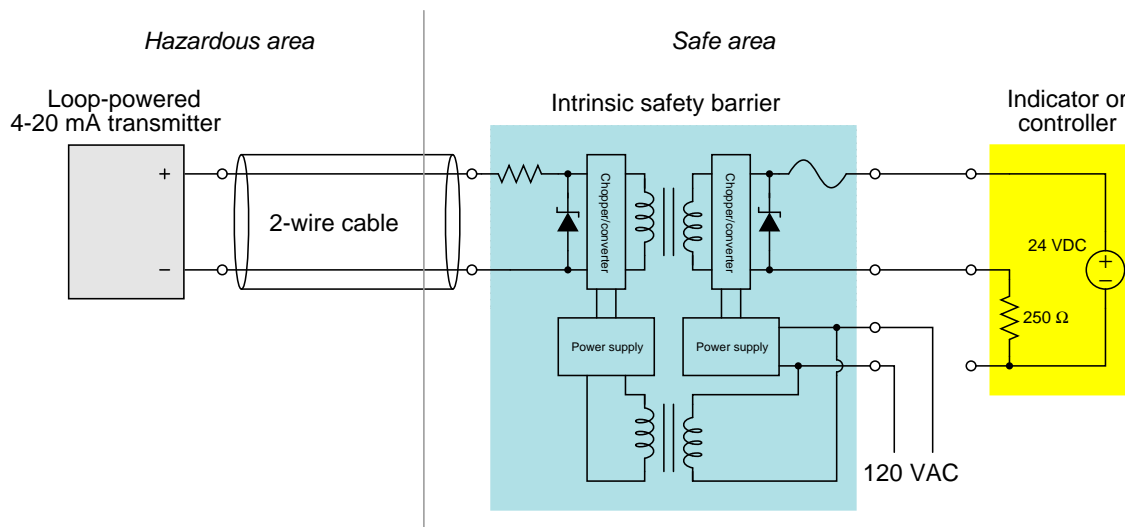 Hazardous area
Safe area
Loop-powered
4-20 mA transmitter
Intrinsic safety barrier
Indicator or
controller
+
−
2-wire cable
Chopper/converter
Chopper/converter
24 VDC
+
−
250 Ω
Power supply
Power supply
120 VAC